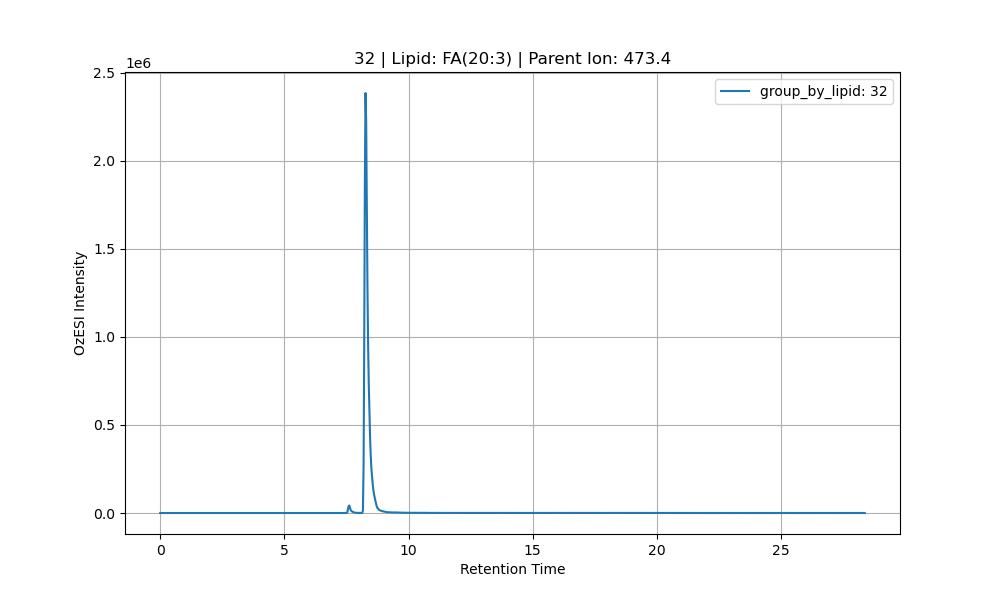 32 | Lipid: FA(20:3) | Parent Ion: 473.4
1e6
group_by_lipid: 32
2.5
2.0
1.5
1.0
0.5
0.0
OzESI Intensity
0 5 10 15 20 25
Retention Time